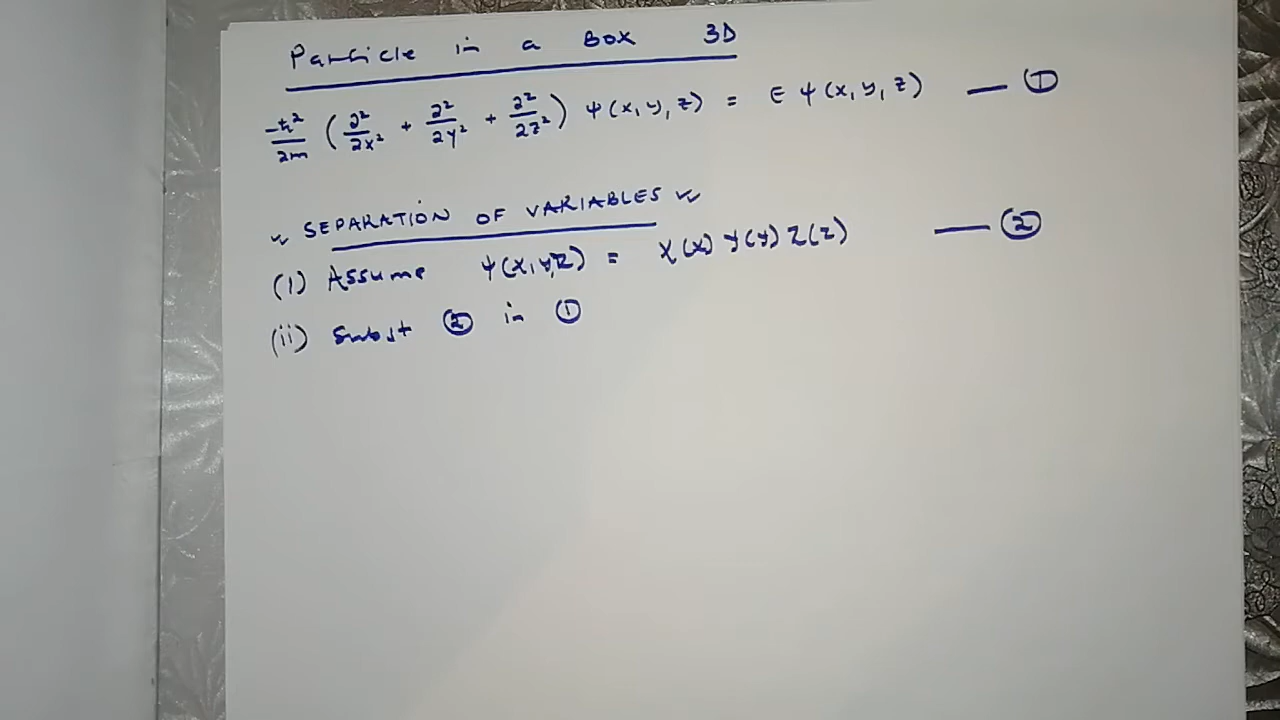 Particle in a Box 3D
-ħ²/2m (∂²/∂x² + ∂²/∂y² + ∂²/∂z²) ψ(x,y,z) = E ψ(x,y,z) — ①
" SEPARATION OF VARIABLES "
(i) Assume ψ(x,y,z) = X(x) Y(y) Z(z) — ②
(ii) Subst ② in ①